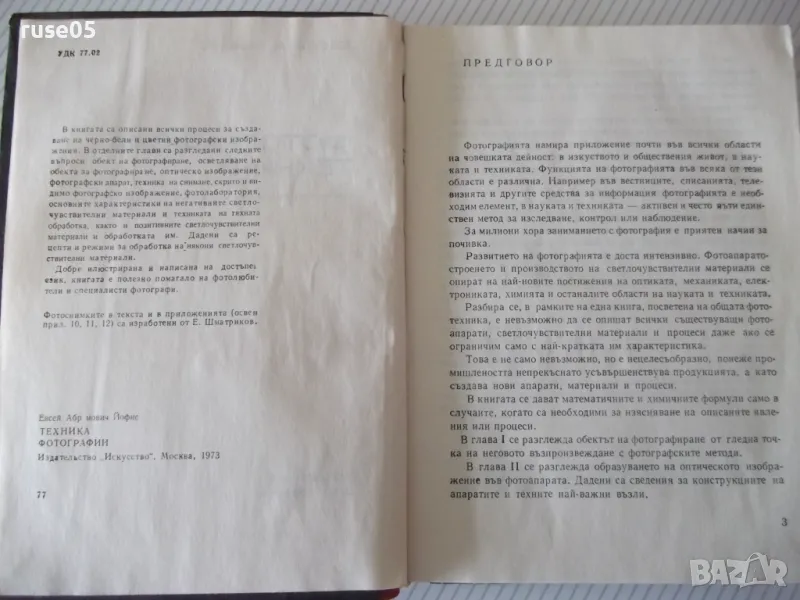 ruse05
УДК 77.02
В книгата са описани всички процеси за създа-
ване на черно-бели и цветни фотографски изобра-
жения. В отделните глави са разгледани следните
въпроси обект на фотографиране, осветляване на
обекта за фотографиране, оптическо изображение,
фотографски апарат, техника на снимане, скрито и ви-
димо фотографско изображение, фотолаборатория,
основните характеристики на негативните светло-
чувствителни материали и техниката на тяхната
обработка, както и позитивните светлочувствителни
материали и обработката им. Дадени са ре-
цепти и режими за обработка на някои светлочув-
ствителни материали.
Добре илюстрирана и написана на достъпен
език, книгата е полезно помагало на фотолюби-
тели и специалисти фотографи.
Фотоснимките в текста и в приложенията (освен
прил. 10, 11, 12) са изработени от Е. Шматриков.
Евсей Абр мович Йофис
ТЕХНИКА
ФОТОГРАФИИ
Издательство „Искусство", Москва, 1973
77
ПРЕДГОВОР
Фотографията намира приложение почти във всички области
на човешката дейност: в изкуството и обществения живот, в нау-
ката и техниката. Функцията на фотографията във всяка от тези
области е различна. Например във вестниците, списанията, теле-
визията и другите средства за информация фотографията е необ-
ходим елемент, в науката и техниката — активен и често пъти един-
ствен метод за изследване, контрол или наблюдение.
За милиони хора заниманието с фотография е приятен начин за
почивка.
Развитието на фотографията е доста интензивно. Фотоапарато-
строенето и производството на светлочувствителни материали се
опират на най-новите постижения на оптиката, механиката, елек-
трониката, химията и останалите области на науката и техниката.
Разбира се, в рамките на една книга, посветена на общата фото-
техника, е невъзможно да се опишат всички съществуващи фото-
апарати, светлочувствителни материали и процеси даже ако се
ограничим само с най-кратката им характеристика.
Това е не само невъзможно, но и нецелесъобразно, понеже про-
мишлеността непрекъснато усъвършенствува продукцията, а като
създава нови апарати, материали и процеси.
В книгата се дават математичните и химичните формули само в
случаите, когато са необходими за изясняване на описаните явле-
ния или процеси.
В глава I се разглежда обектът на фотографиране от гледна точ-
ка на неговото възпроизвеждане с фотографските метода.
В глава II се разглежда образуването на оптическото изобра-
жение във фотоапарата. Дадени са сведения за конструкциите на
апаратите и техните най-важни възли.
3
BAZAR